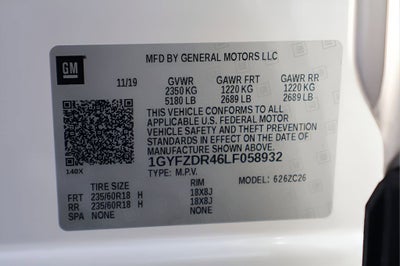 GM
MFD BY GENERAL MOTORS LLC
11/19 GVWR GAWR FRT GAWR RR
2350 KG 1220 KG 1220 KG
5180 LB 2689 LB 2689 LB
THIS VEHICLE CONFORMS TO ALL
APPLICABLE U.S. FEDERAL MOTOR
VEHICLE SAFETY AND THEFT PREVENTION
STANDARDS IN EFFECT ON THE DATE OF
MANUFACTURE SHOWN ABOVE.
1GYFZDR46LF058932
140X TYPE: M.P.V. MODEL: 626ZC26
TIRE SIZE RIM
FRT 235/60R18 H 18X8J
RR 235/60R18 H 18X8J
SPA NONE NONE